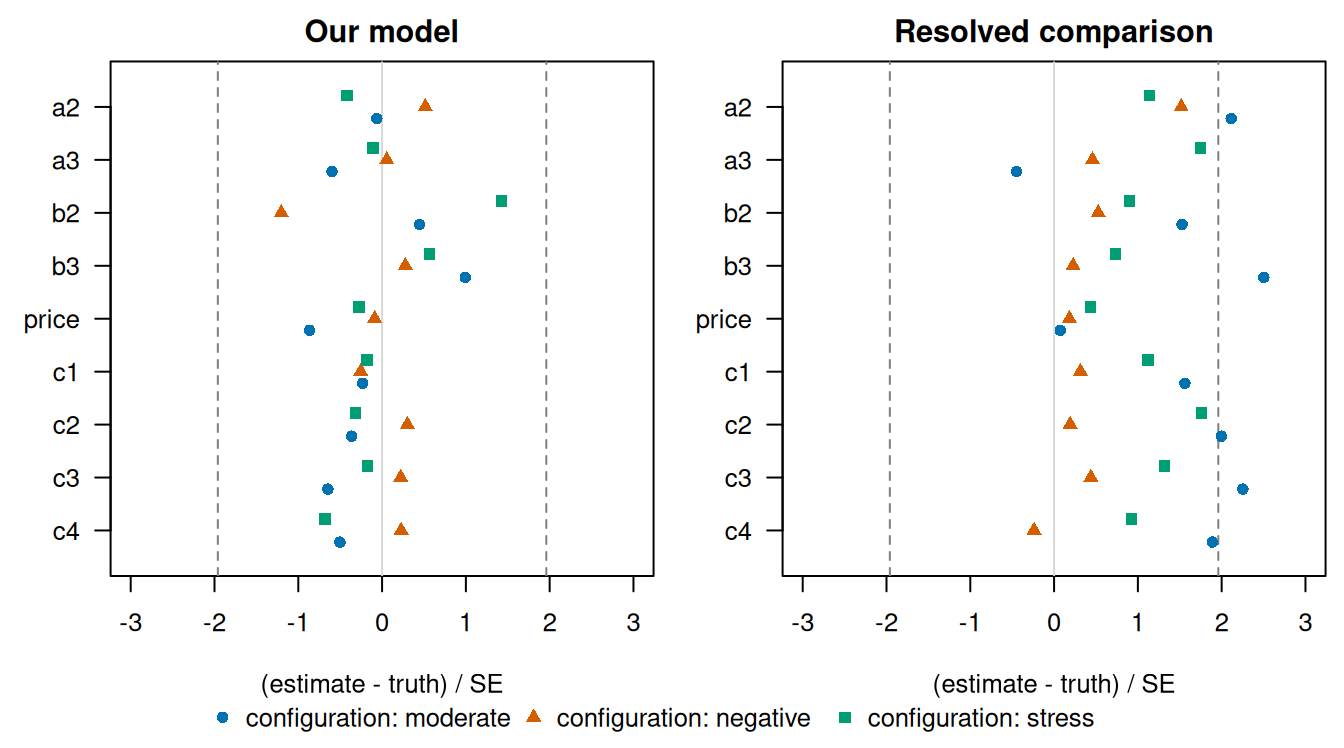 Our model
Resolved comparison
a2
a3
b2
b3
price
c1
c2
c3
c4
-3 -2 -1 0 1 2 3
(estimate - truth) / SE
a2
a3
b2
b3
price
c1
c2
c3
c4
-3 -2 -1 0 1 2 3
(estimate - truth) / SE
configuration: moderate configuration: negative configuration: stress